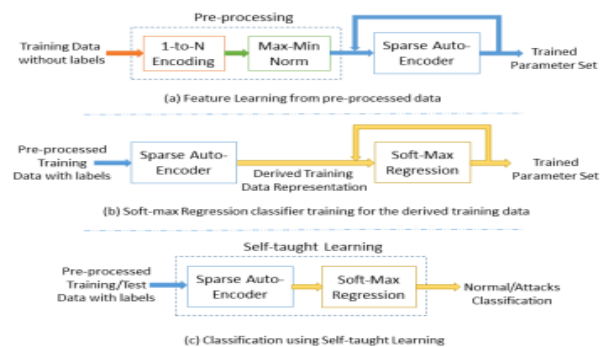 Pre-processing
Training Data
without labels
1-to-N
Encoding
Max-Min
Norm
Sparse Auto-
Encoder
Trained
Parameter Set
(a) Feature Learning from pre-processed data
Pre-processed
Training
Data with labels
Sparse Auto-
Encoder
Derived Training
Data Representation
Soft-Max
Regression
Trained
Parameter Set
(b) Soft-max Regression classifier training for the derived training data
Self-taught Learning
Pre-processed
Training/Test
Data with labels
Sparse Auto-
Encoder
Soft-Max
Regression
Normal/Attacks
Classification
(c) Classification using Self-taught Learning